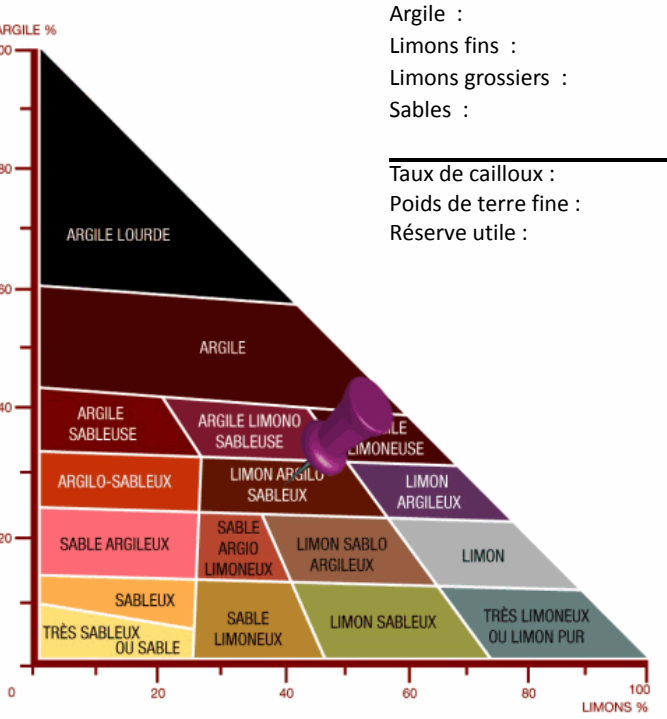 ARGILE %
Argile :
Limons fins :
Limons grossiers :
Sables :
Taux de cailloux :
Poids de terre fine :
Réserve utile :
00
80
60
40
20
ARGILE LOURDE
ARGILE
ARGILE
SABLEUSE
ARGILE LIMONO
SABLEUSE
LE
LIMONEUSE
ARGILO-SABLEUX
LIMON ARGILO
SABLEUX
LIMON
ARGILEUX
SABLE ARGILEUX
SABLE
ARGIO
LIMONEUX
LIMON SABLO
ARGILEUX
LIMON
SABLEUX
TRÈS SABLEUX
OU SABLE
SABLE
LIMONEUX
LIMON SABLEUX
TRÈS LIMONEUX
OU LIMON PUR
0
20
40
60
80
100
LIMONS %